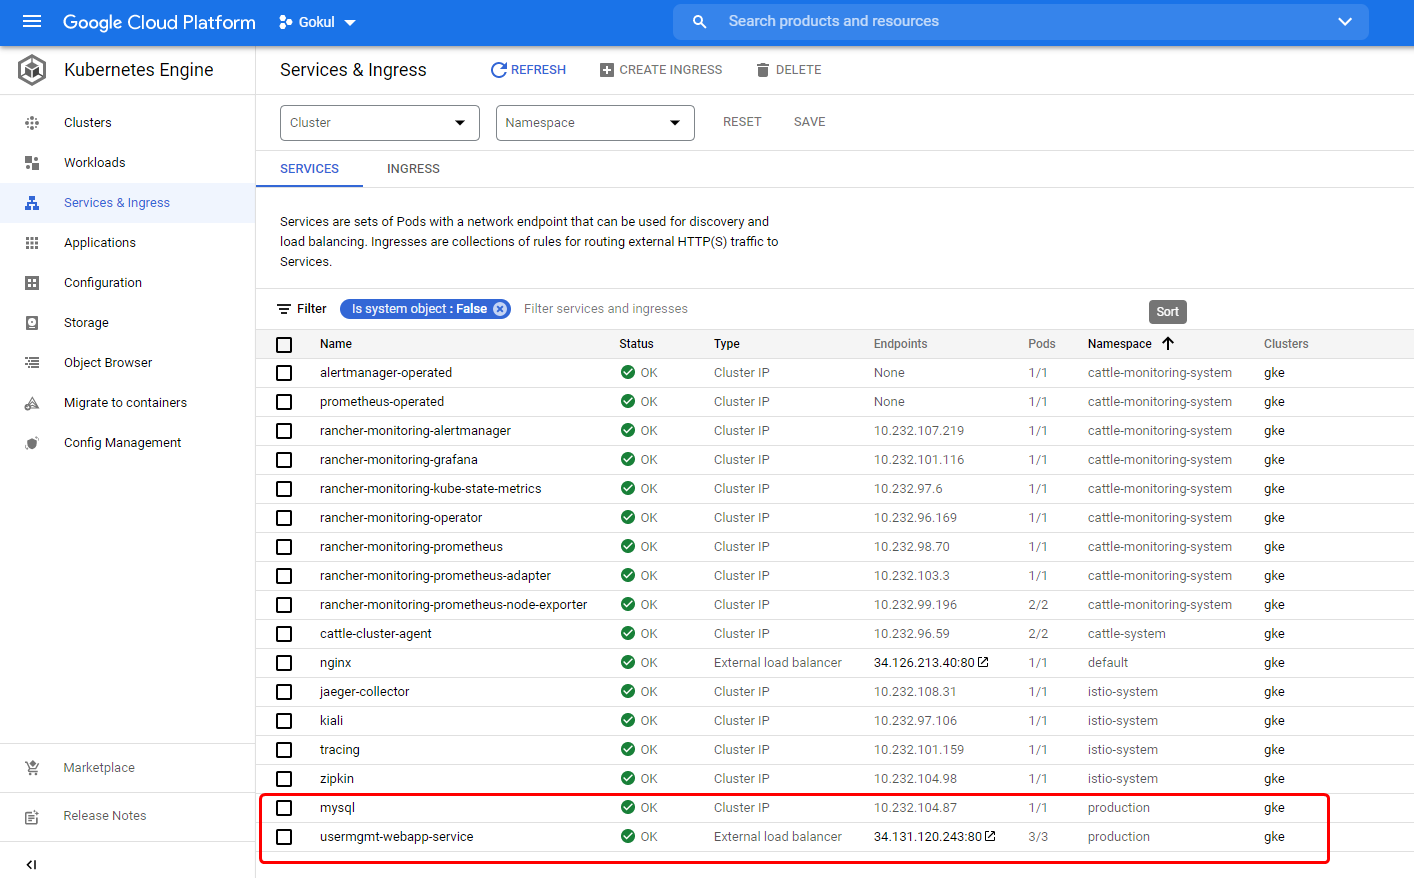 Google Cloud Platform Gokul Search products and resources
Kubernetes Engine
Clusters
Workloads
Services & Ingress
Applications
Configuration
Storage
Object Browser
Migrate to containers
Config Management
Marketplace
Release Notes
Services & Ingress REFRESH CREATE INGRESS DELETE
Cluster Namespace RESET SAVE
SERVICES INGRESS
Services are sets of Pods with a network endpoint that can be used for discovery and
load balancing. Ingresses are collections of rules for routing external HTTP(S) traffic to
Services.
Filter Is system object : False Filter services and ingresses
Sort
Name Status Type Endpoints Pods Namespace Clusters
alertmanager-operated OK Cluster IP None 1/1 cattle-monitoring-system gke
prometheus-operated OK Cluster IP None 1/1 cattle-monitoring-system gke
rancher-monitoring-alertmanager OK Cluster IP 10.232.107.219 1/1 cattle-monitoring-system gke
rancher-monitoring-grafana OK Cluster IP 10.232.101.116 1/1 cattle-monitoring-system gke
rancher-monitoring-kube-state-metrics OK Cluster IP 10.232.97.6 1/1 cattle-monitoring-system gke
rancher-monitoring-operator OK Cluster IP 10.232.96.169 1/1 cattle-monitoring-system gke
rancher-monitoring-prometheus OK Cluster IP 10.232.98.70 1/1 cattle-monitoring-system gke
rancher-monitoring-prometheus-adapter OK Cluster IP 10.232.103.3 1/1 cattle-monitoring-system gke
rancher-monitoring-prometheus-node-exporter OK Cluster IP 10.232.99.196 2/2 cattle-monitoring-system gke
cattle-cluster-agent OK Cluster IP 10.232.96.59 2/2 cattle-system gke
nginx OK External load balancer 34.126.213.40:80 1/1 default gke
jaeger-collector OK Cluster IP 10.232.108.31 1/1 istio-system gke
kiali OK Cluster IP 10.232.97.106 1/1 istio-system gke
tracing OK Cluster IP 10.232.101.159 1/1 istio-system gke
zipkin OK Cluster IP 10.232.104.98 1/1 istio-system gke
mysql OK Cluster IP 10.232.104.87 1/1 production gke
usermgmt-webapp-service OK External load balancer 34.131.120.243:80 3/3 production gke